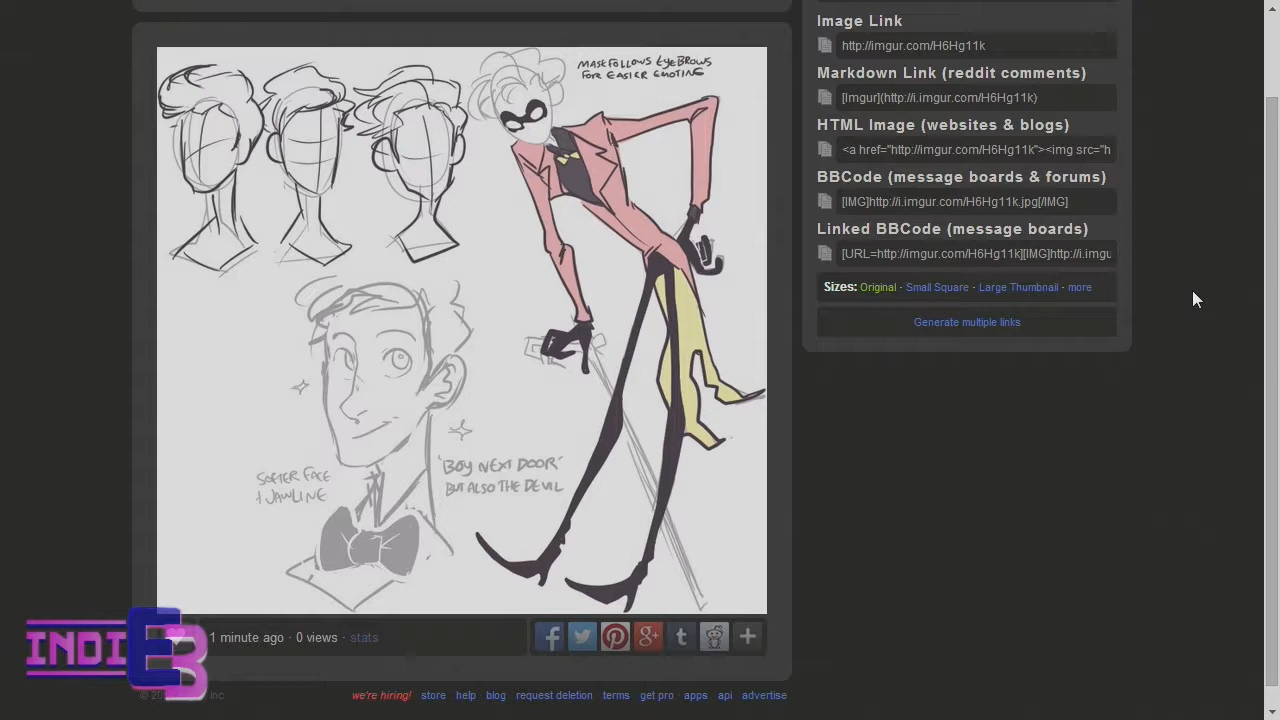 MASK FOLLOWS EYEBROWS
FOR EASIER EMOTING
SOFTER FACE
+ JAWLINE
'BOY NEXT DOOR'
BUT ALSO THE DEVIL
1 minute ago · 0 views · stats
Image Link
http://imgur.com/H6Hg11k
Markdown Link (reddit comments)
[Imgur](http://i.imgur.com/H6Hg11k)
HTML Image (websites & blogs)
<a href="http://imgur.com/H6Hg11k"><img src="h
BBCode (message boards & forums)
[IMG]http://i.imgur.com/H6Hg11k.jpg[/IMG]
Linked BBCode (message boards)
[URL=http://imgur.com/H6Hg11k][IMG]http://i.imgu
Sizes: Original - Small Square - Large Thumbnail - more
Generate multiple links
INDIE3
inc
we're hiring! store help blog request deletion terms get pro apps api advertise